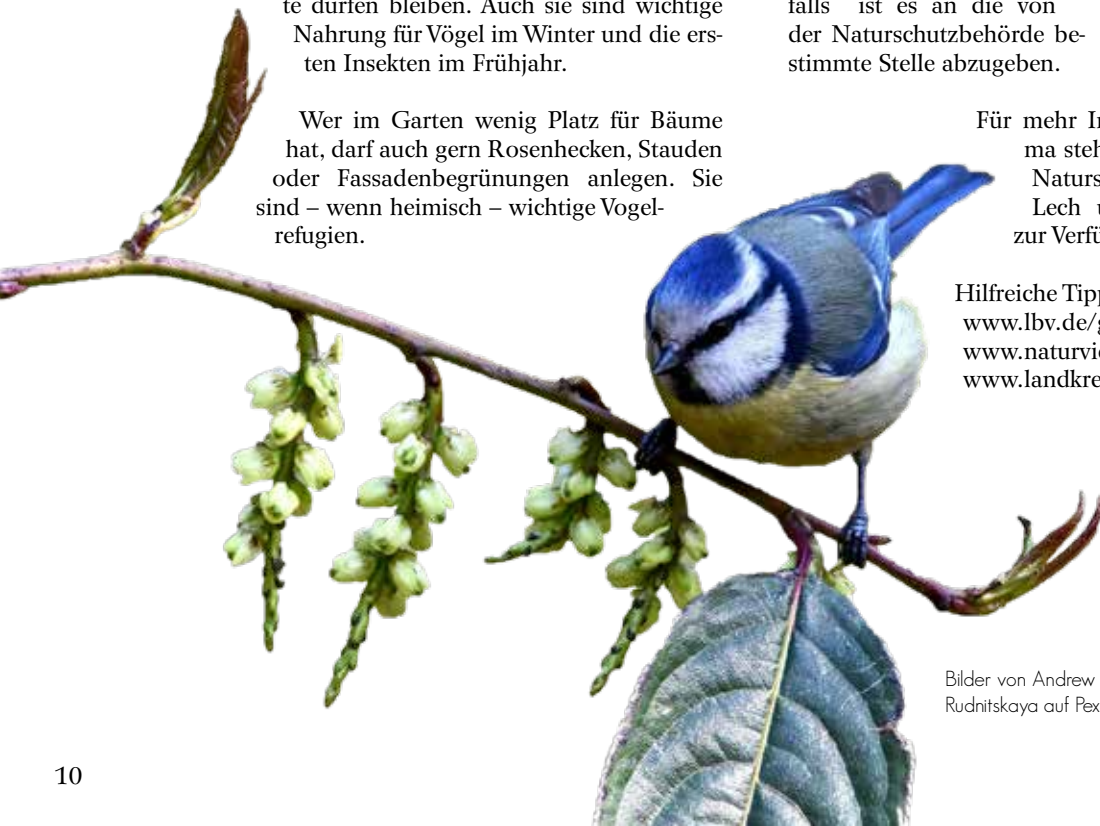 te dürfen bleiben. Auch sie sind wichtige
Nahrung für Vögel im Winter und die ers-
ten Insekten im Frühjahr.
Wer im Garten wenig Platz für Bäume
hat, darf auch gern Rosenhecken, Stauden
oder Fassadenbegrünungen anlegen. Sie
sind – wenn heimisch – wichtige Vogel-
refugien.
falls ist es an die von
der Naturschutzbehörde be-
stimmte Stelle abzugeben.
Für mehr
ma
Lech
zur
Hilfreiche
www.lbv.de/
Bilder von Andrew
Rudnitskaya auf
10